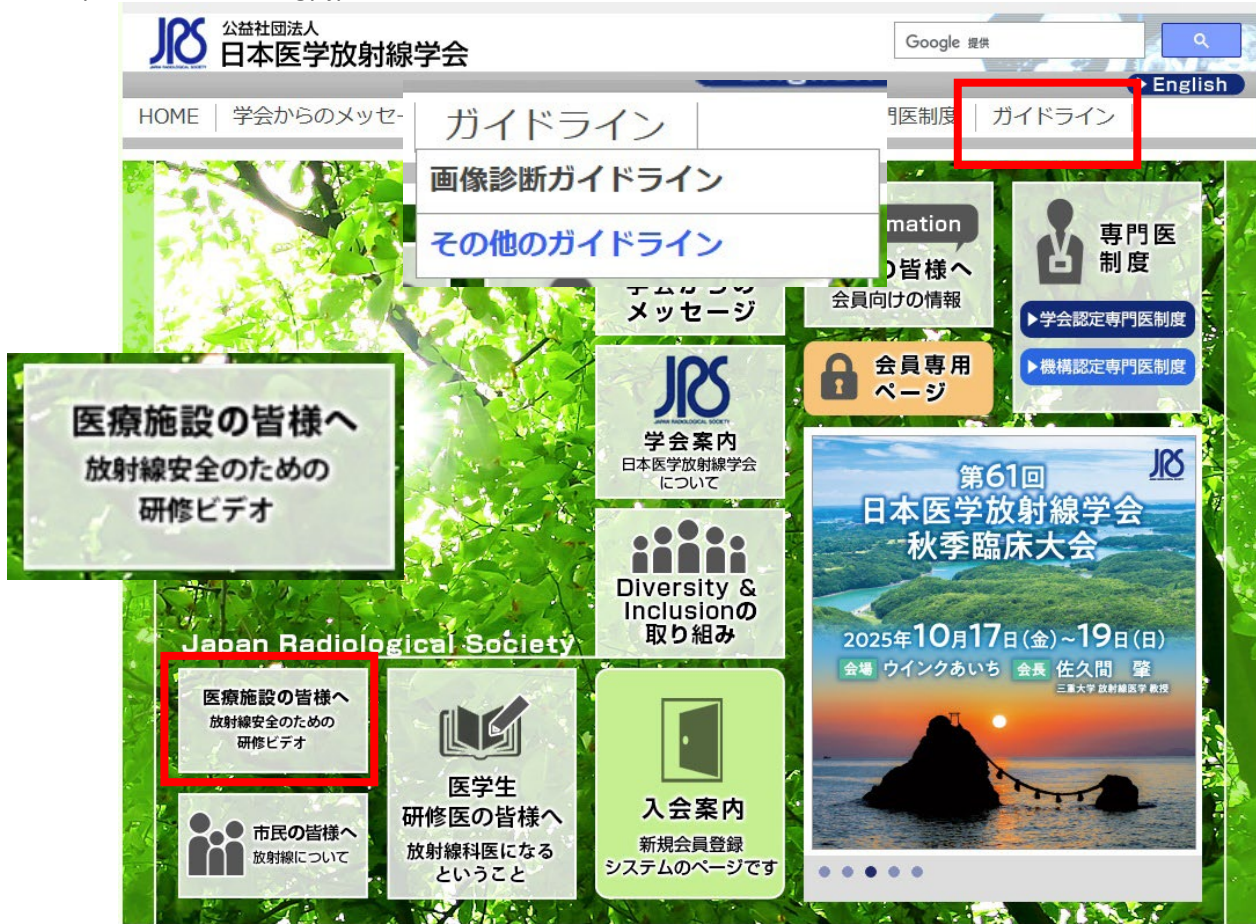 JRS
JAPAN RADIOLOGICAL SOCIETY
公益社団法人
日本医学放射線学会
Google 提供
English
HOME
学会からのメッセー
門医制度
ガイドライン
ガイドライン
画像診断ガイドライン
その他のガイドライン
mation
の皆様へ
会員向けの情報
専門医
制度
▶学会認定専門医制度
▶機構認定専門医制度
学会からの
メッセージ
会員専用
ページ
医療施設の皆様へ
放射線安全のための
研修ビデオ
JRS
JAPAN RADIOLOGICAL SOCIETY
学会案内
日本医学放射線学会
について
Diversity &
Inclusionの
取り組み
JRS
第61回
日本医学放射線学会
秋季臨床大会
2025年10月17日(金)~19日(日)
会場 ウインクあいち 会長 佐久間 肇
三重大学 放射線医学 教授
Japan Radiological Society
医療施設の皆様へ
放射線安全のための
研修ビデオ
市民の皆様へ
放射線について
医学生
研修医の皆様へ
放射線科医になる
ということ
入会案内
新規会員登録
システムのページです